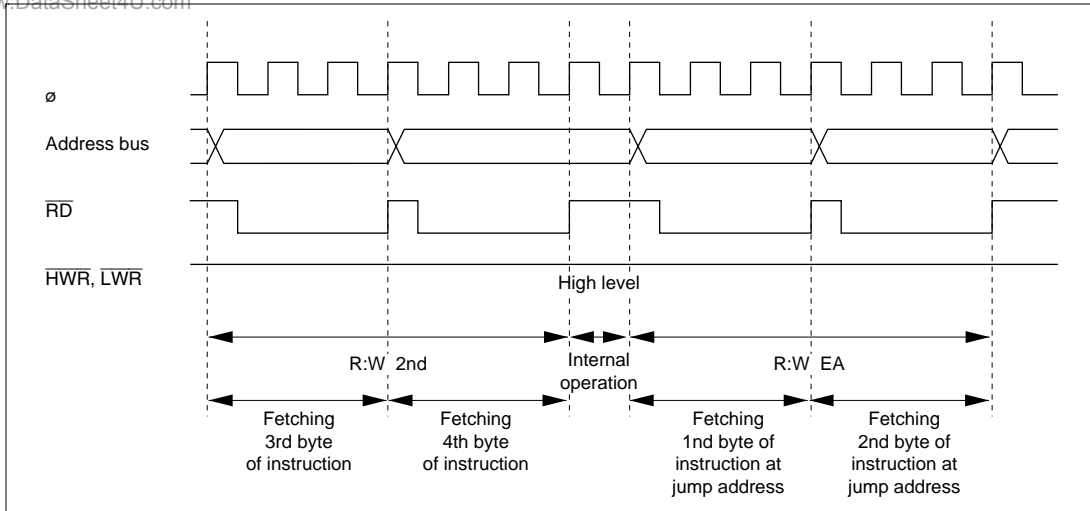 w.DataSheet4U.com
ø
Address bus
RD
HWR, LWR
High level
R:W 2nd
Internal
operation
R:W EA
Fetching
3rd byte
of instruction
Fetching
4th byte
of instruction
Fetching
1nd byte of
instruction at
jump address
Fetching
2nd byte of
instruction at
jump address